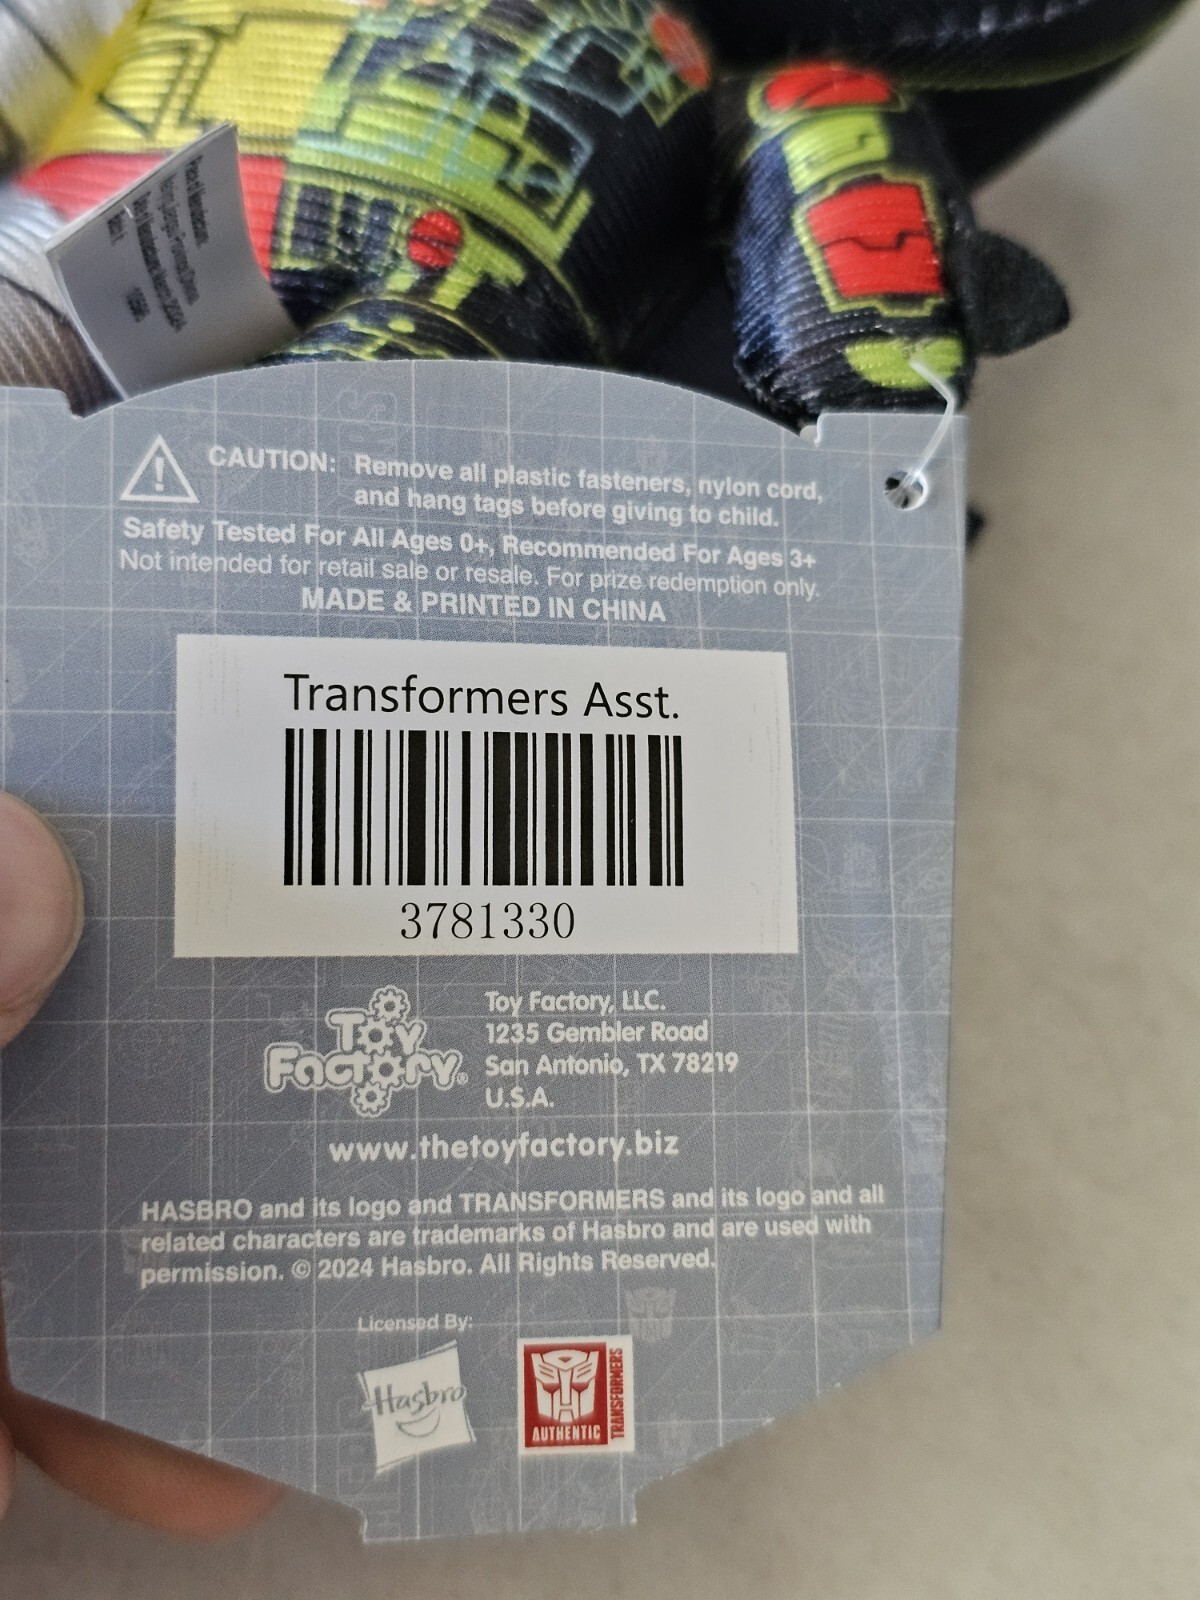 CAUTION: Remove all plastic fasteners, nylon cord,
and hang tags before giving to child.
Safety Tested For All Ages 0+, Recommended For Ages 3+
Not intended for retail sale or resale. For prize redemption only.
MADE & PRINTED IN CHINA
Transformers Asst.
3781330
Toy Factory®
Toy Factory, LLC.
1235 Gembler Road
San Antonio, TX 78219
U.S.A.
www.thetoyfactory.biz
HASBRO and its logo and TRANSFORMERS and its logo and all
related characters are trademarks of Hasbro and are used with
permission. © 2024 Hasbro. All Rights Reserved.
Licensed By:
Hasbro
AUTHENTIC
TRANSFORMERS